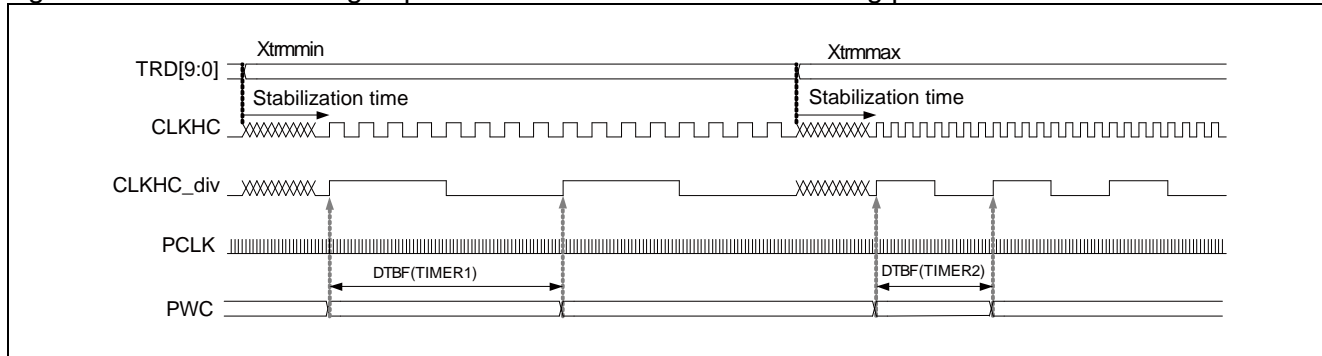 Xtrmmin
Xtrmmax
TRD[9:0]
Stabilization time
Stabilization time
CLKHC
CLKHC_div
PCLK
DTBF(TIMER1)
DTBF(TIMER2)
PWC